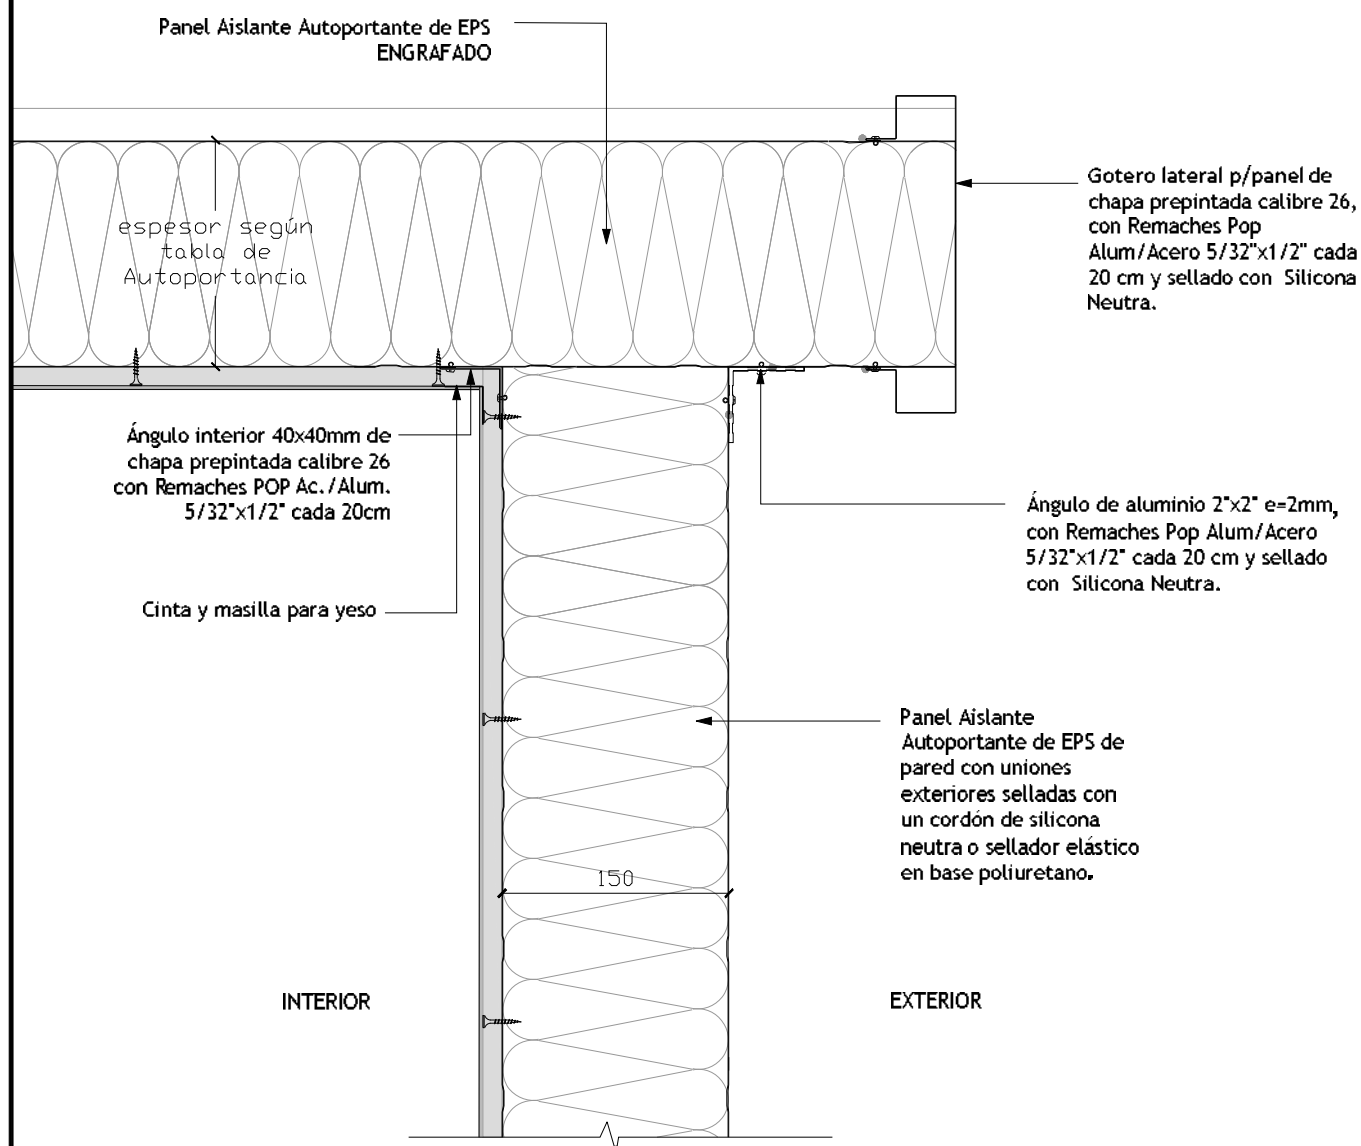 Panel Aislante Autoportante de EPS
ENGRAFADO
Gotero lateral p/panel de
chapa prepintada calibre 26,
con Remaches Pop
Alum/Acero 5/32"x1/2" cada
20 cm y sellado con Silicona
Neutra.
espesor según
tabla de
Autoportancia
Ángulo interior 40x40mm de
chapa prepintada calibre 26
con Remaches POP Ac./Alum.
5/32"x1/2" cada 20cm
Ángulo de aluminio 2"x2" e=2mm,
con Remaches Pop Alum/Acero
5/32"x1/2" cada 20 cm y sellado
con Silicona Neutra.
Cinta y masilla para yeso
Panel Aislante
Autoportante de EPS de
pared con uniones
exteriores selladas con
un cordón de silicona
neutra o sellador elástico
en base poliuretano.
150
INTERIOR
EXTERIOR